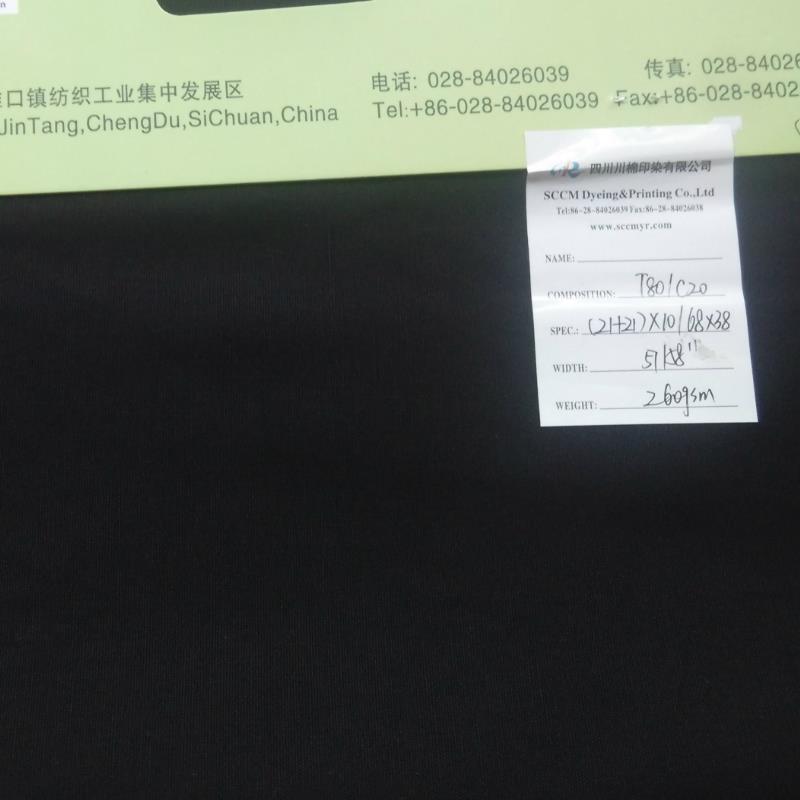 n
口镇纺织工业集中发展区
JinTang,ChengDu,SiChuan,China
电话: 028-84026039
传真: 028-84026
Tel:+86-028-84026039
Fax:+86-028-8402
四川川棉印染有限公司
SCCM Dyeing&Printing Co.,Ltd
Tel:86-28-84026039 Fax:86-28-84026038
www.sccmyr.com
NAME:
COMPOSITION: T80/C20
SPEC.: (21+21)X10/68X38
WIDTH: 57/58"
WEIGHT: 260gsm